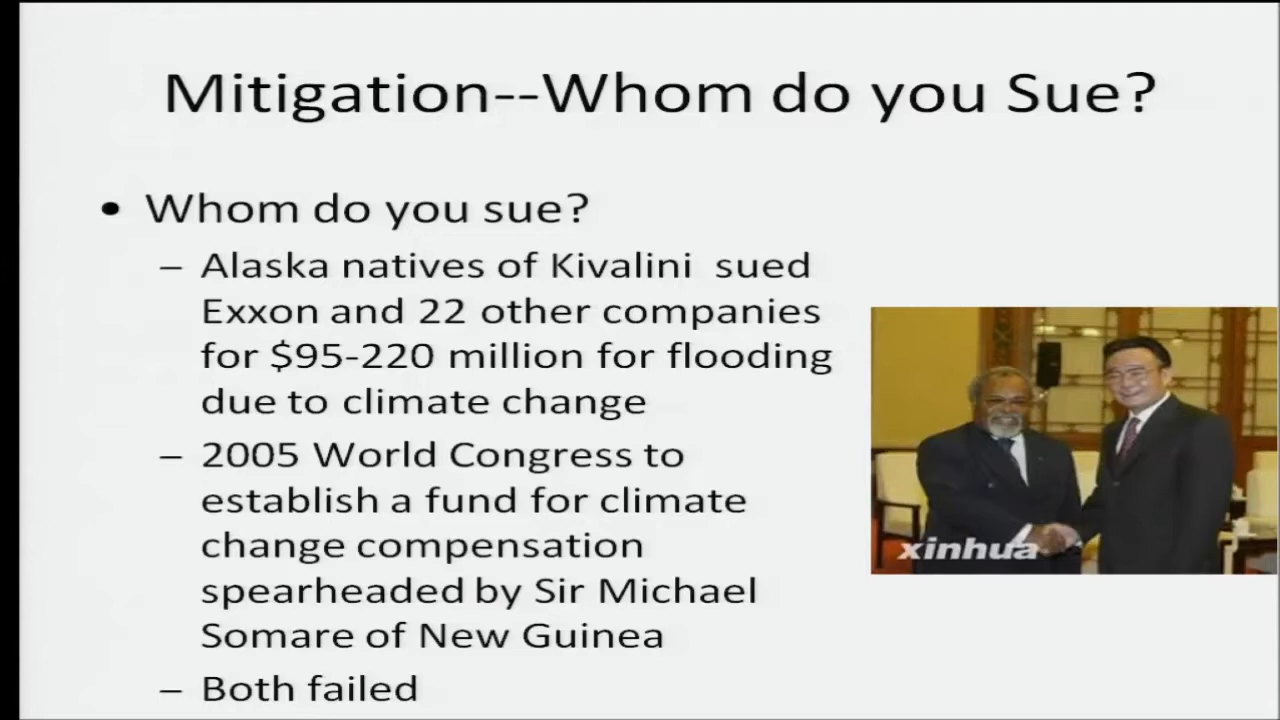 Mitigation--Whom do you Sue?
• Whom do you sue?
– Alaska natives of Kivalini sued
Exxon and 22 other companies
for $95-220 million for flooding
due to climate change
– 2005 World Congress to
establish a fund for climate
change compensation
spearheaded by Sir Michael
Somare of New Guinea
– Both failed
xinhua